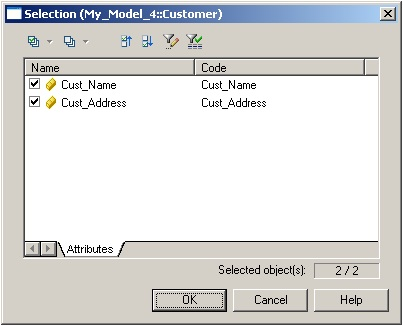 Selection (My_Model_4::Customer)
Name Code
Cust_Name Cust_Name
Cust_Address Cust_Address
Attributes
Selected object(s): 2 / 2
OK Cancel Help